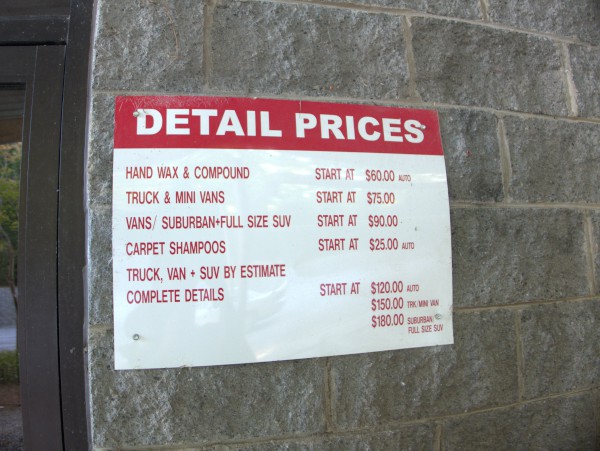 DETAIL PRICES
HAND WAX & COMPOUND START AT $60.00 AUTO
TRUCK & MINI VANS START AT $75.00
VANS/ SUBURBAN+FULL SIZE SUV START AT $90.00
CARPET SHAMPOOS START AT $25.00 AUTO
TRUCK, VAN + SUV BY ESTIMATE
COMPLETE DETAILS START AT $120.00 AUTO
$150.00 TRK/MINI VAN
$180.00 SUBURBAN/
FULL SIZE SUV